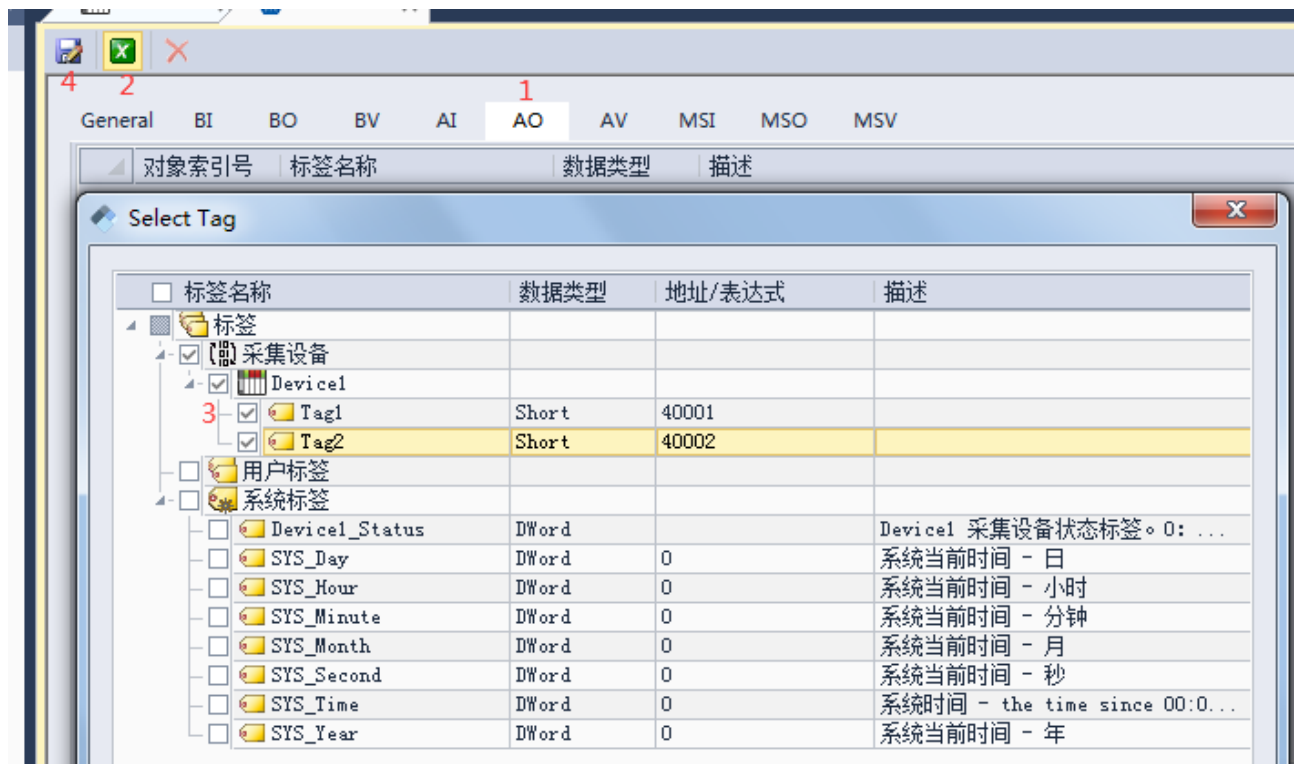 4 2 1
General BI BO BV AI AO AV MSI MSO MSV
对象索引号 标签名称 数据类型 描述
Select Tag
标签名称 数据类型 地址/表达式 描述
标签
采集设备
Device1
3 Tag1 Short 40001
Tag2 Short 40002
用户标签
系统标签
Device1_Status DWord Device1 采集设备状态标签。0: ...
SYS_Day DWord 0 系统当前时间 - 日
SYS_Hour DWord 0 系统当前时间 - 小时
SYS_Minute DWord 0 系统当前时间 - 分钟
SYS_Month DWord 0 系统当前时间 - 月
SYS_Second DWord 0 系统当前时间 - 秒
SYS_Time DWord 0 系统时间 - the time since 00:0...
SYS_Year DWord 0 系统当前时间 - 年